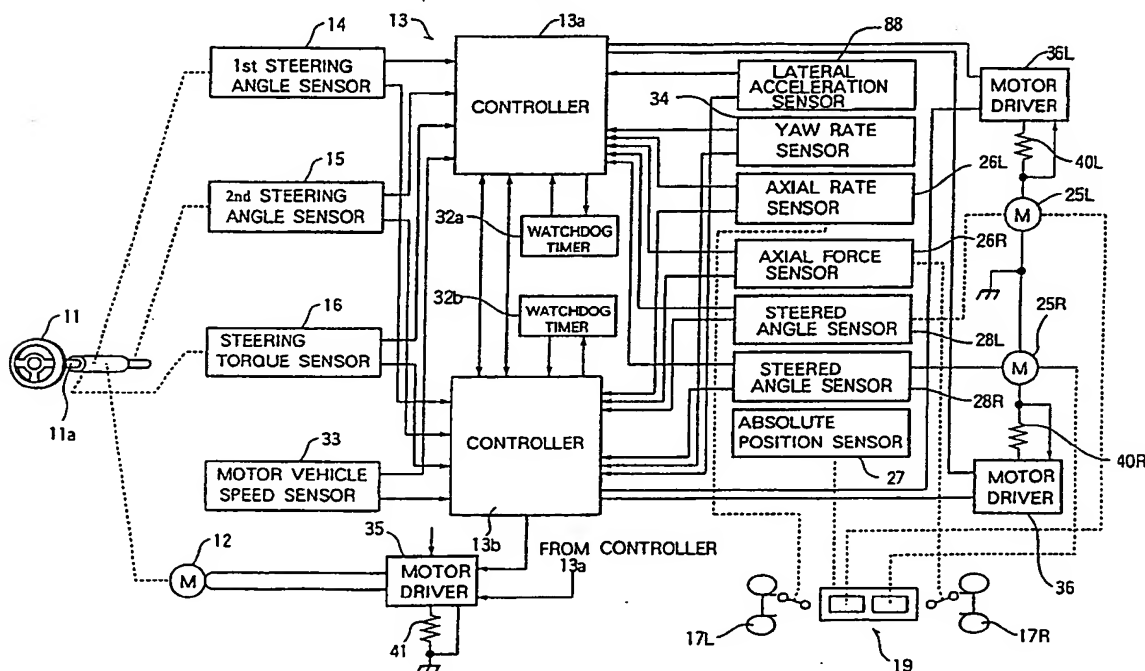 13
13a
14
1st STEERING
ANGLE SENSOR
CONTROLLER
88
LATERAL
ACCELERATION
SENSOR
36L
MOTOR
DRIVER
34
YAW RATE
SENSOR
40L
15
2nd STEERING
ANGLE SENSOR
AXIAL RATE
SENSOR
26L
M
25L
32a
WATCHDOG
TIMER
AXIAL FORCE
SENSOR
26R
32b
WATCHDOG
TIMER
STEERED
ANGLE SENSOR
28L
25R
M
11
11a
16
STEERING
TORQUE SENSOR
STEERED
ANGLE SENSOR
28R
CONTROLLER
ABSOLUTE
POSITION SENSOR
27
40R
33
MOTOR VEHICLE
SPEED SENSOR
MOTOR
DRIVER
36
13b
FROM CONTROLLER
13a
12
M
35
MOTOR
DRIVER
41
17L
19
17R